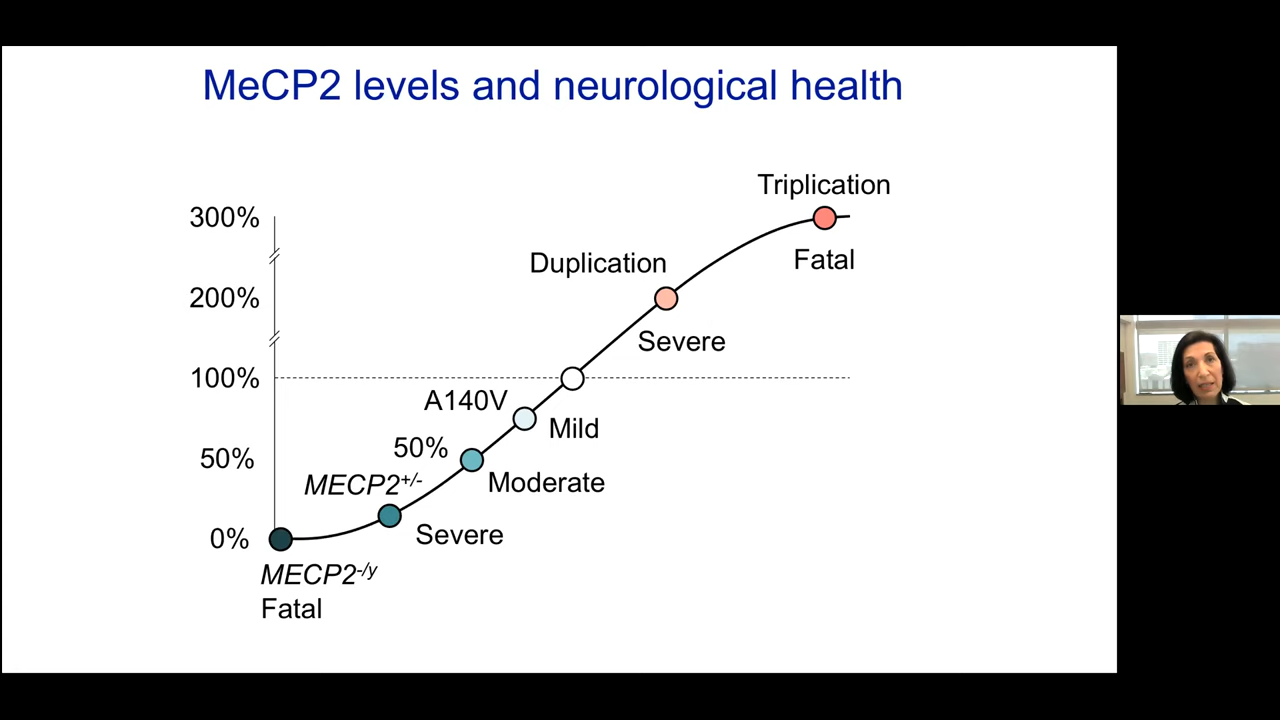 MeCP2 levels and neurological health
Triplication
300%
Fatal
Duplication
200%
Severe
100%
A140V
Mild
50%
50%
MECP2+/-
Moderate
Severe
0%
MECP2-/y
Fatal